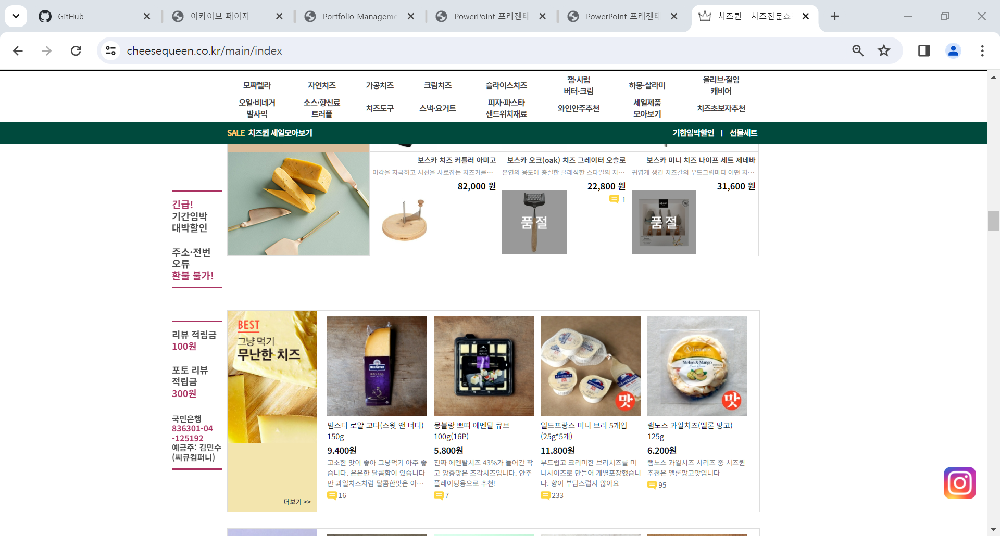 GitHub
아카이브 페이지
Portfolio Manageme
PowerPoint 프레젠테
PowerPoint 프레젠테
치즈퀸 - 치즈전문쇼
cheesequeen.co.kr/main/index
모짜렐라
자연치즈
가공치즈
크림치즈
슬라이스치즈
잼·시럽
버터·크림
하몽·살라미
올리브·절임
캐비어
오일·비네거
발사믹
소스·향신료
트러플
치즈도구
스낵·요거트
피자·파스타
샌드위치재료
와인안주추천
세일제품
모아보기
치즈초보자추천
SALE 치즈퀸 세일모아보기
기한임박할인 | 선물세트
보스카 치즈 커룰러 아미고
미각을 자극하고 시선을 사로잡는 치즈커룰…
82,000 원
보스카 오크(oak) 치즈 그레이터 오슬로
본연의 용도에 충실한 클래식한 스타일의 치…
22,800 원
1
품절
보스카 미니 치즈 나이프 세트 제네바
귀엽게 생긴 치즈칼의 우드그립마다 어떤 치…
31,600 원
품절
긴급!
기간임박
대박할인
주소·전번
오류
환불 불가!
리뷰 적립금
100원
포토 리뷰
적립금
300원
국민은행
836301-04
-125192
예금주: 김민수
(씨큐컴퍼니)
BEST
그냥 먹기
무난한 치즈
더보기 >>
BEEMSTER
ROYAAL
빔스터 로얄 고다(스윗 앤 너티)
150g
9,400원
고소한 맛이 좋아 그냥먹기 아주 좋
습니다. 은은한 달콤함이 있습니다
만 과일치즈처럼 달콤한맛은 아…
16
MONT
BLANC
몽블랑 쁘띠 에멘탈 큐브
100g(16P)
5,800원
진짜 에멘탈치즈 43%가 들어간 작
고 앙증맞은 조각치즈입니다. 안주
플레이팅용으로 추천!
7
ILE DE FRANCE
맛
일드프랑스 미니 브리 5개입
(25g*5개)
11,800원
부드럽고 크리미한 브리치즈를 미
니사이즈로 만들어 개별포장했습니
다. 향이 부담스럽지 않아요
233
Lemnos
Melon & Mango
맛
램노스 과일치즈(멜론 망고)
125g
6,200원
램노스 과일치즈 시리즈 중 치즈퀸
추천은 멜론망고맛입니다
95